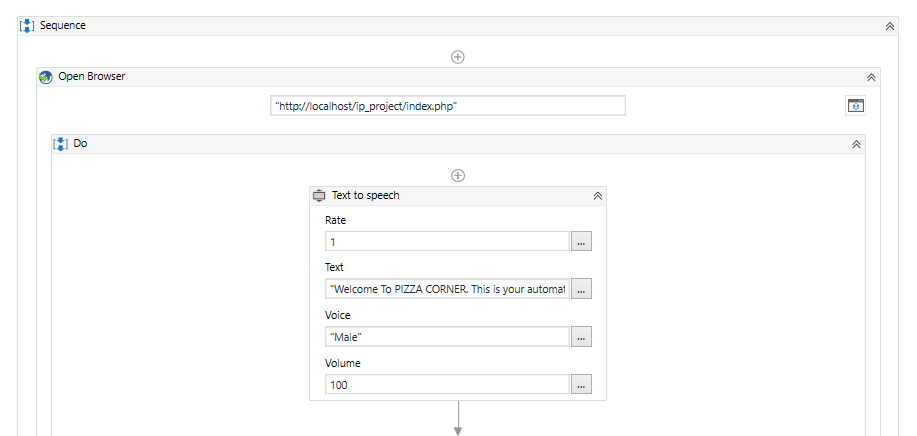 Sequence
Open Browser
"http://localhost/ip_project/index.php"
Do
Text to speech
Rate
1
...
Text
"Welcome To PIZZA CORNER. This is your automat
...
Voice
"Male"
...
Volume
100
...